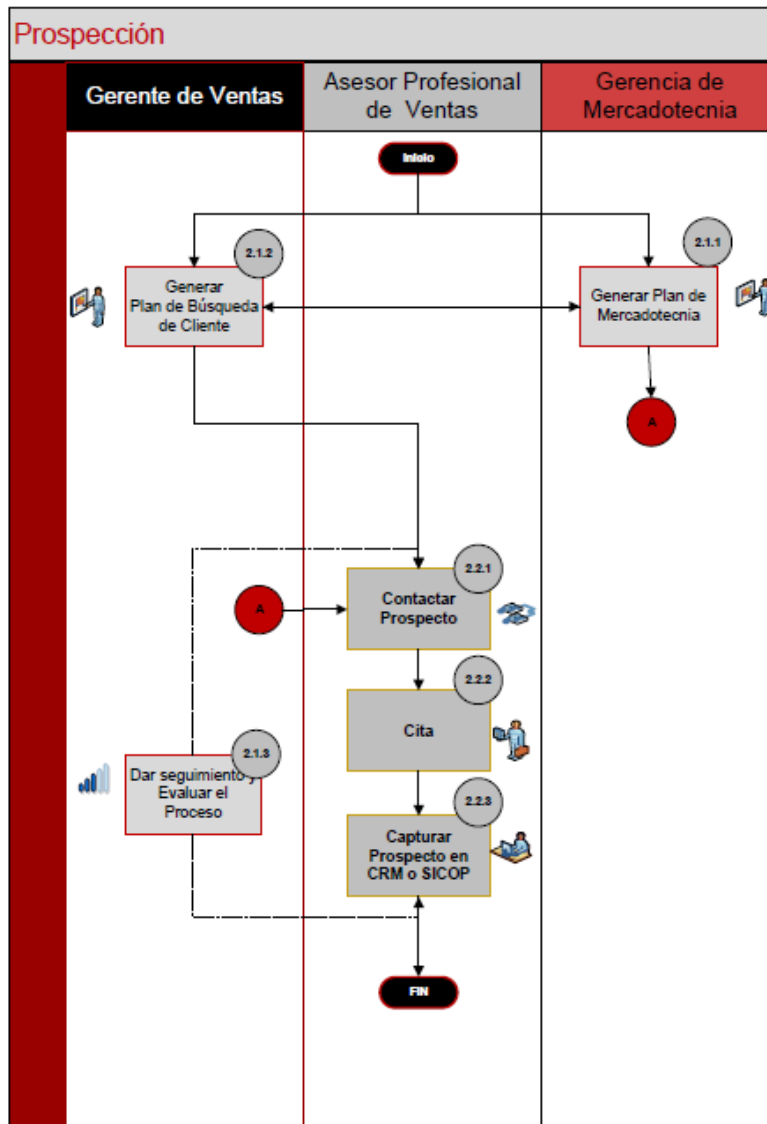 Prospección
Gerente de Ventas
Asesor Profesional
de Ventas
Gerencia de
Mercadotecnia
Inicio
2.1.2
Generar
Plan de Búsqueda
de Cliente
2.1.1
Generar Plan de
Mercadotecnia
A
2.2.1
Contactar
Prospecto
A
2.2.2
Cita
2.1.3
Dar seguimiento y
Evaluar el
Proceso
2.2.3
Capturar
Prospecto en
CRM o SICOP
FIN